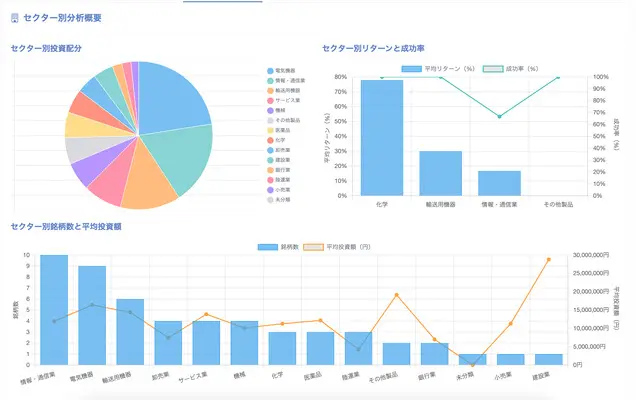 セクター別分析概要
セクター別投資配分
電気機器
情報・通信業
輸送用機器
サービス業
機械
その他製品
医薬品
化学
卸売業
建設業
銀行業
陸運業
小売業
未分類
セクター別リターンと成功率
平均リターン（%） 成功率（%）
平均リターン（%）
80%
70%
60%
50%
40%
30%
20%
10%
0%
化学 輸送用機器 情報・通信業 その他製品
100%
90%
80%
70%
60%
50%
40%
30%
20%
10%
0%
成功率（%）
セクター別銘柄数と平均投資額
銘柄数 平均投資額（円）
銘柄数
10
9
8
7
6
5
4
3
2
1
0
情報・通信業 電気機器 輸送用機器 卸売業 サービス業 機械 化学 医薬品 陸運業 その他製品 銀行業 未分類 小売業 建設業
30,000,000円
25,000,000円
20,000,000円
15,000,000円
10,000,000円
5,000,000円
0円
平均投資額（円）